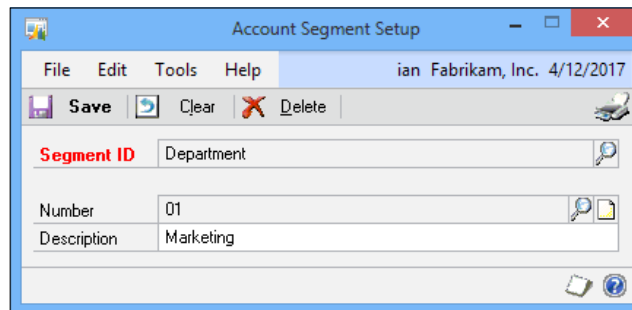 Account Segment Setup
File Edit Tools Help ian Fabrikam, Inc. 4/12/2017
Save Clear Delete
Segment ID Department
Number 01
Description Marketing